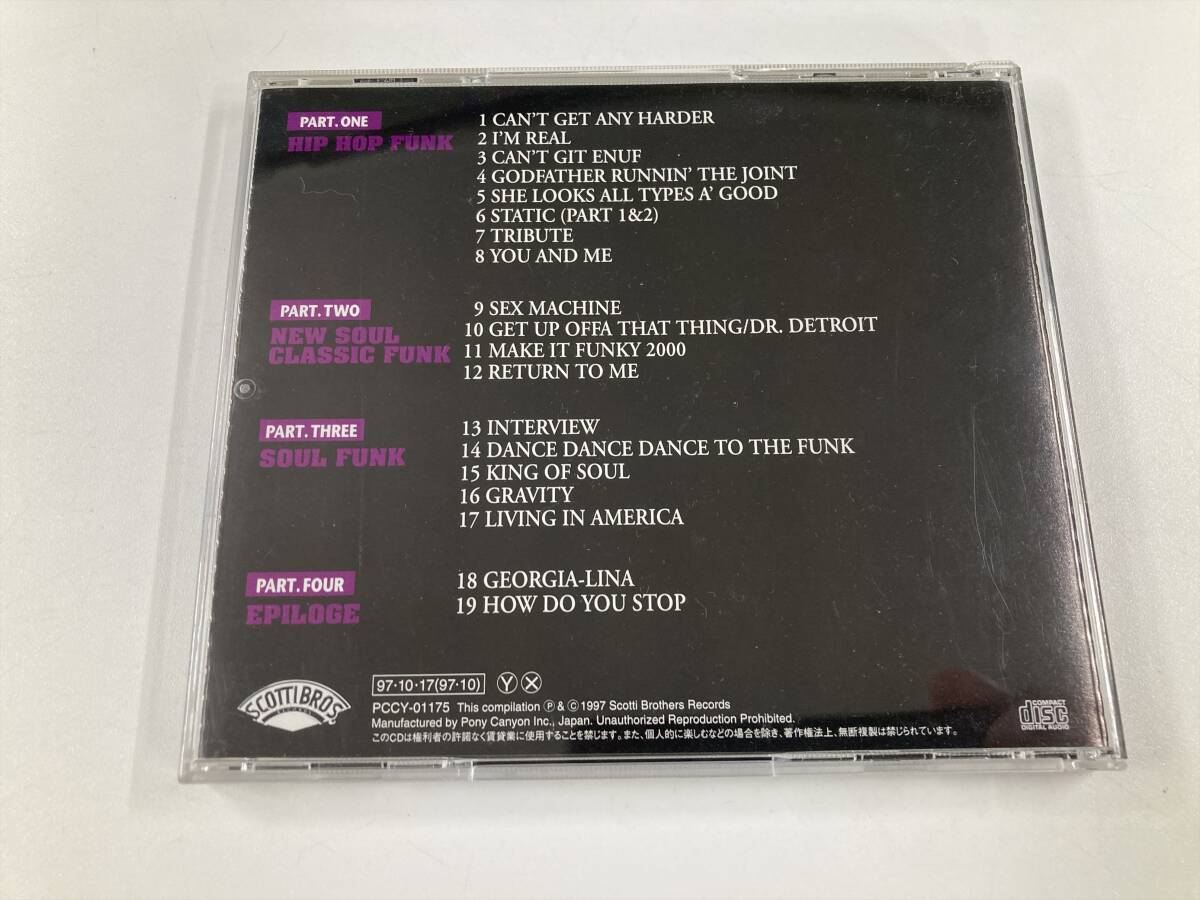 PART.ONE
HIP HOP FUNK
1 CAN'T GET ANY HARDER
2 I'M REAL
3 CAN'T GIT ENUF
4 GODFATHER RUNNIN' THE JOINT
5 SHE LOOKS ALL TYPES A' GOOD
6 STATIC (PART 1&2)
7 TRIBUTE
8 YOU AND ME
PART.TWO
NEW SOUL
CLASSIC FUNK
9 SEX MACHINE
10 GET UP OFFA THAT THING/DR. DETROIT
11 MAKE IT FUNKY 2000
12 RETURN TO ME
PART.THREE
SOUL FUNK
13 INTERVIEW
14 DANCE DANCE DANCE TO THE FUNK
15 KING OF SOUL
16 GRAVITY
17 LIVING IN AMERICA
PART.FOUR
EPILOGE
18 GEORGIA-LINA
19 HOW DO YOU STOP
SCOTTI BROS.
RECORDS
97・10・17(97・10) Ⓨ Ⓧ
PCCY-01175 This compilation Ⓟ & © 1997 Scotti Brothers Records
Manufactured by Pony Canyon Inc., Japan. Unauthorized Reproduction Prohibited.
このCDは権利者の許諾なく賃貸業に使用することを禁じます。また、個人的に楽しむなどの場合を除き、著作権法上、無断複製は禁じられています。
COMPACT
disc
DIGITAL AUDIO